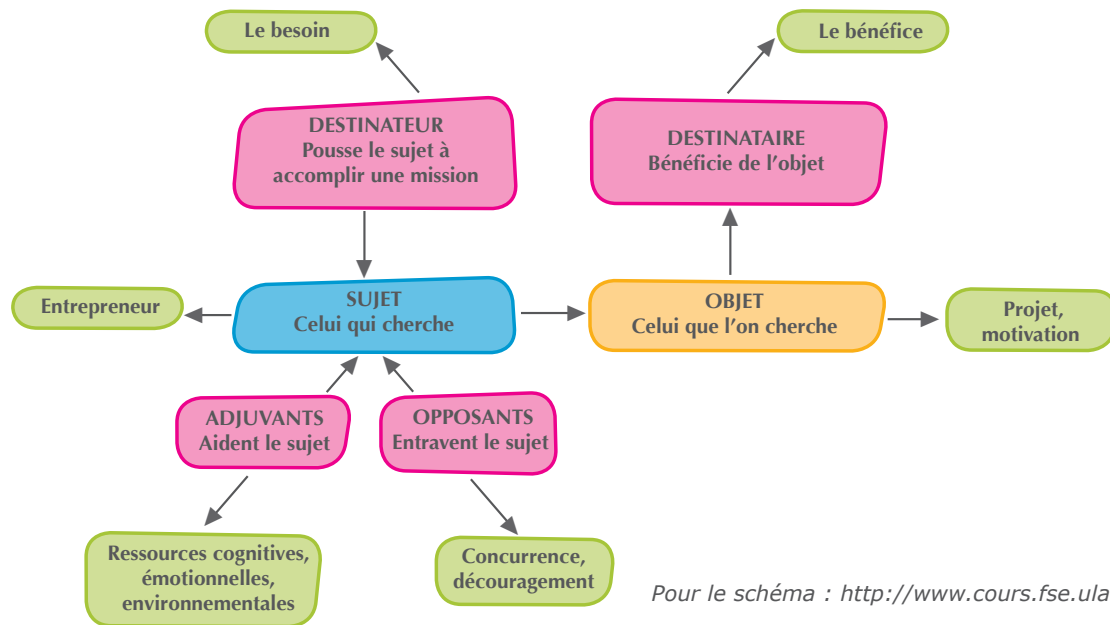 Le besoin
Le bénéfice
DESTINATEUR
Pousse le sujet à
accomplir une mission
DESTINATAIRE
Bénéficie de l'objet
Entrepreneur
SUJET
Celui qui cherche
OBJET
Celui que l'on cherche
Projet,
motivation
ADJUVANTS
Aident le sujet
OPPOSANTS
Entravent le sujet
Ressources cognitives,
émotionnelles,
environnementales
Concurrence,
découragement
Pour le schéma : http://www.cours.fse.ula